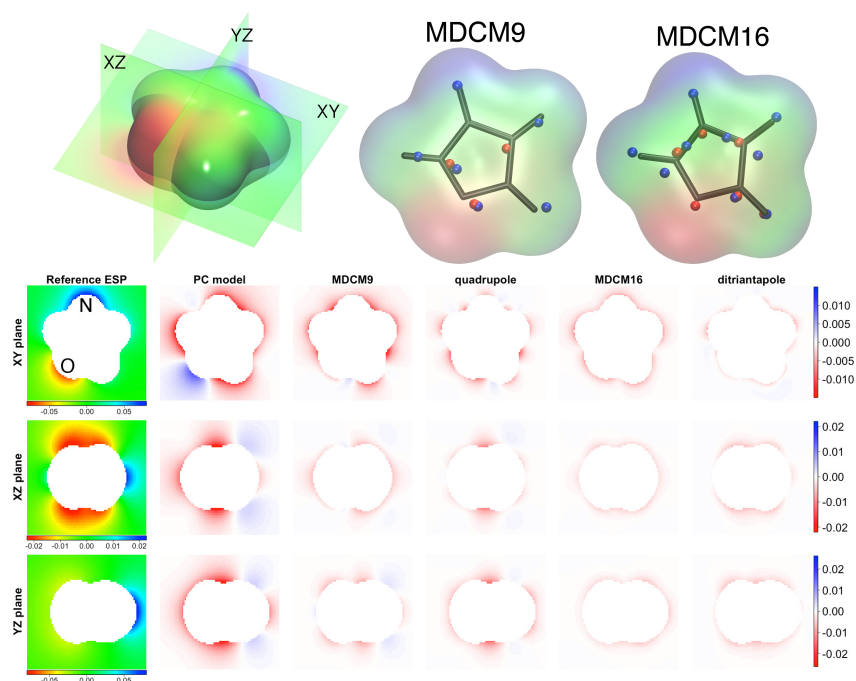 YZ
XZ
XY
MDCM9
MDCM16
Reference ESP PC model MDCM9 quadrupole MDCM16 ditriantapole
XY plane
N
O
-0.05 0.00 0.05
0.010
0.005
0.000
-0.005
-0.010
XZ plane
-0.02 -0.01 0.00 0.01 0.02
0.02
0.01
0.00
-0.01
-0.02
YZ plane
-0.05 0.00 0.05
0.02
0.01
0.00
-0.01
-0.02